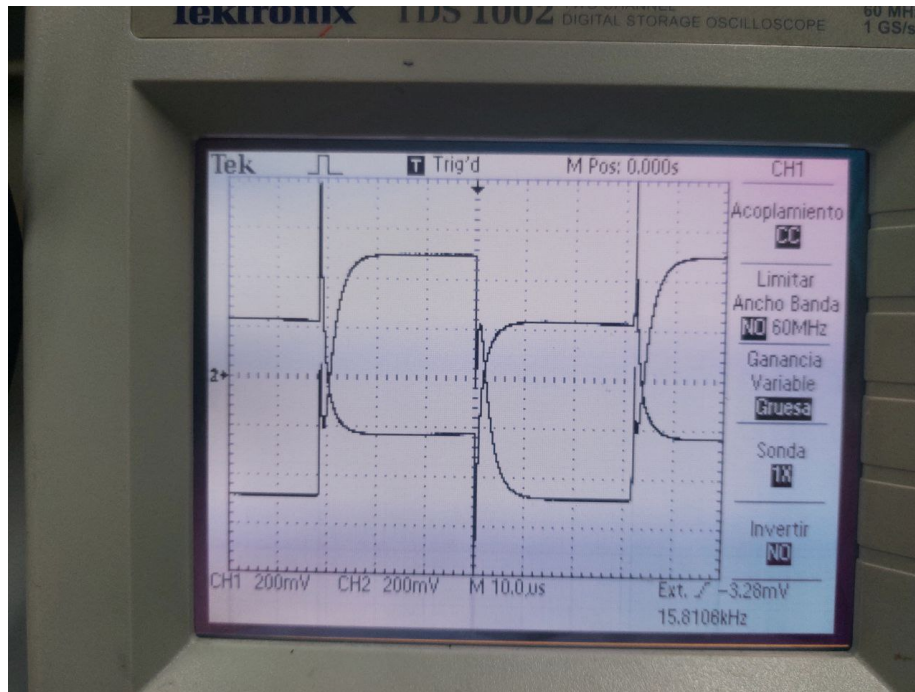 Tektronix TDS 1002 DIGITAL STORAGE OSCILLOSCOPE 60 MH
1 GS/s
Tek T Trig'd M Pos: 0.000s CH1
Acoplamiento
CC
Limitar
Ancho Banda
NO 60MHz
Ganancia
Variable
Gruesa
2
Sonda
1X
Invertir
NO
CH1 200mV CH2 200mV M 10.0us Ext. -3.28mV
15.8106kHz